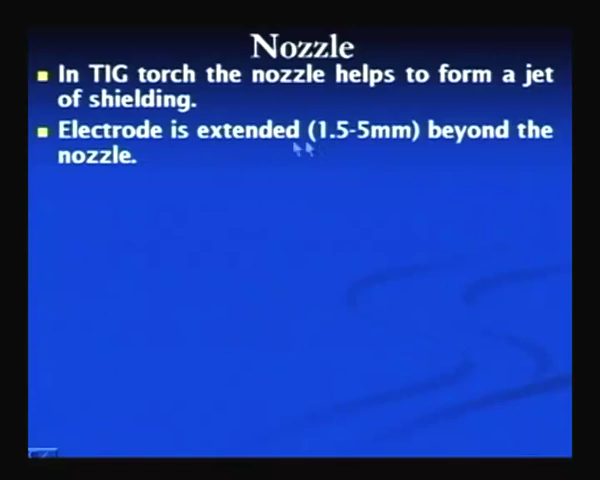 Nozzle
In TIG torch the nozzle helps to form a jet
of shielding.
Electrode is extended (1.5-5mm) beyond the
nozzle.